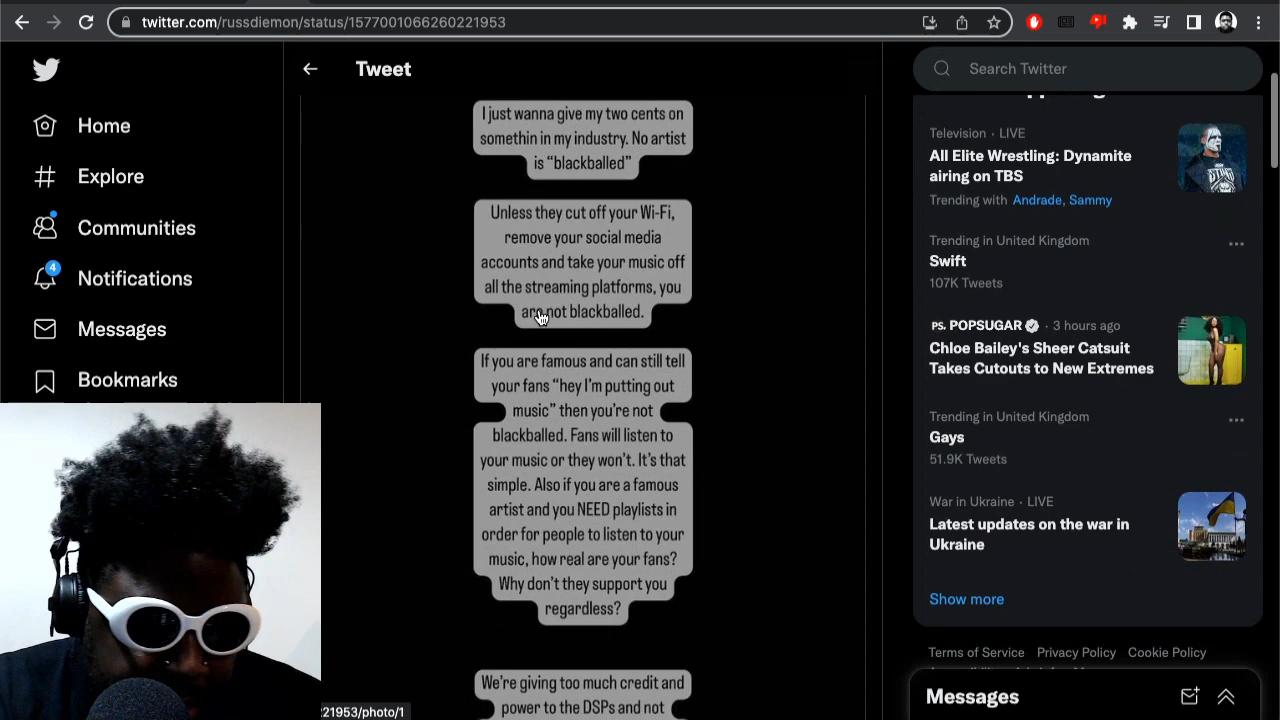 twitter.com/russdiemon/status/1577001066260221953
Home
Explore
Communities
4
Notifications
Messages
Bookmarks
Tweet
I just wanna give my two cents on
somethin in my industry. No artist
is “blackballed”
Unless they cut off your Wi-Fi,
remove your social media
accounts and take your music off
all the streaming platforms, you
are not blackballed.
If you are famous and can still tell
your fans “hey I’m putting out
music” then you’re not
blackballed. Fans will listen to
your music or they won’t. It’s that
simple. Also if you are a famous
artist and you NEED playlists in
order for people to listen to your
music, how real are your fans?
Why don’t they support you
regardless?
We’re giving too much credit and
power to the DSPs and not
21953/photo/1
Search Twitter
Television · LIVE
All Elite Wrestling: Dynamite
airing on TBS
Trending with Andrade, Sammy
Trending in United Kingdom
Swift
107K Tweets
PS. POPSUGAR · 3 hours ago
Chloe Bailey's Sheer Catsuit
Takes Cutouts to New Extremes
Trending in United Kingdom
Gays
51.9K Tweets
War in Ukraine · LIVE
Latest updates on the war in
Ukraine
Show more
Terms of Service Privacy Policy Cookie Policy
Messages